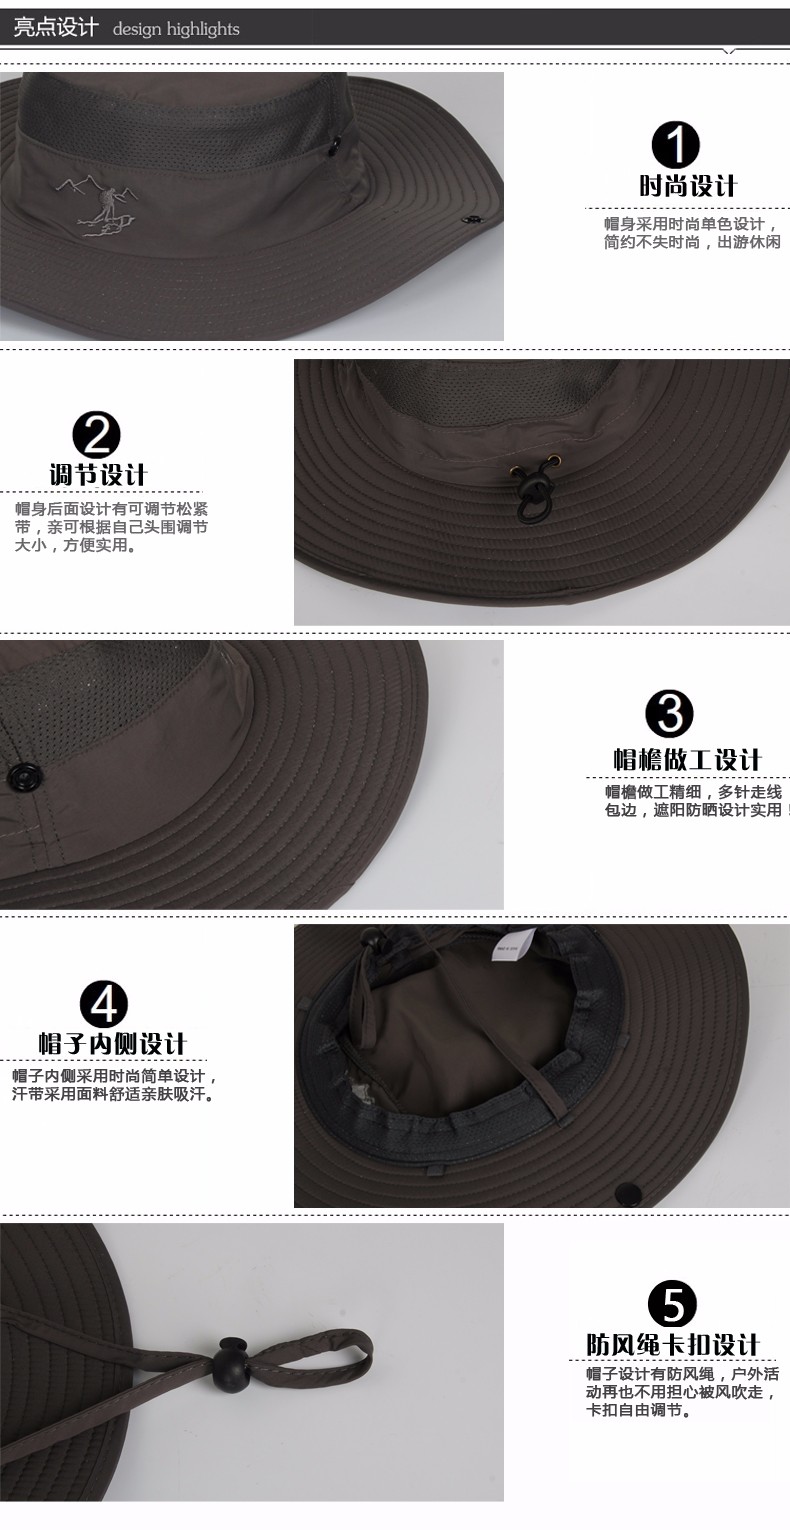 亮点设计 design highlights
1
时尚设计
帽身采用时尚单色设计，
简约不失时尚，出游休闲
2
调节设计
帽身后面设计有可调节松紧
带，亲可根据自己头围调节
大小，方便实用。
3
帽檐做工设计
帽檐做工精细，多针走线
包边，遮阳防晒设计实用！
4
帽子内侧设计
帽子内侧采用时尚简单设计，
汗带采用面料舒适亲肤吸汗。
5
防风绳卡扣设计
帽子设计有防风绳，户外活
动再也不用担心被风吹走，
卡扣自由调节。